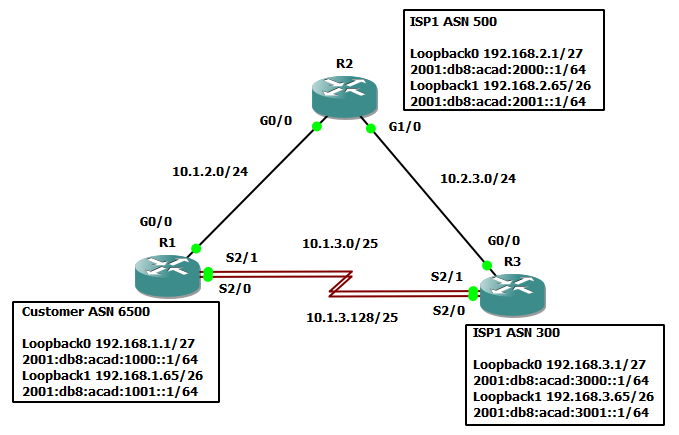 ISP1 ASN 500
Loopback0 192.168.2.1/27
2001:db8:acad:2000::1/64
Loopback1 192.168.2.65/26
2001:db8:acad:2001::1/64
R2
G0/0
G1/0
10.1.2.0/24
10.2.3.0/24
G0/0
R1
S2/1
S2/0
10.1.3.0/25
10.1.3.128/25
G0/0
R3
S2/1
S2/0
Customer ASN 6500
Loopback0 192.168.1.1/27
2001:db8:acad:1000::1/64
Loopback1 192.168.1.65/26
2001:db8:acad:1001::1/64
ISP1 ASN 300
Loopback0 192.168.3.1/27
2001:db8:acad:3000::1/64
Loopback1 192.168.3.65/26
2001:db8:acad:3001::1/64